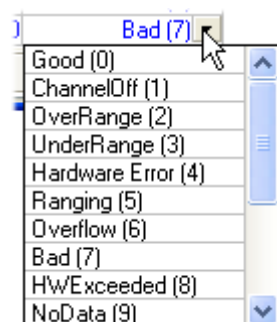 Bad (7)
Good (0)
ChannelOff (1)
OverRange (2)
UnderRange (3)
Hardware Error (4)
Ranging (5)
Overflow (6)
Bad (7)
HWExceeded (8)
NoData (9)